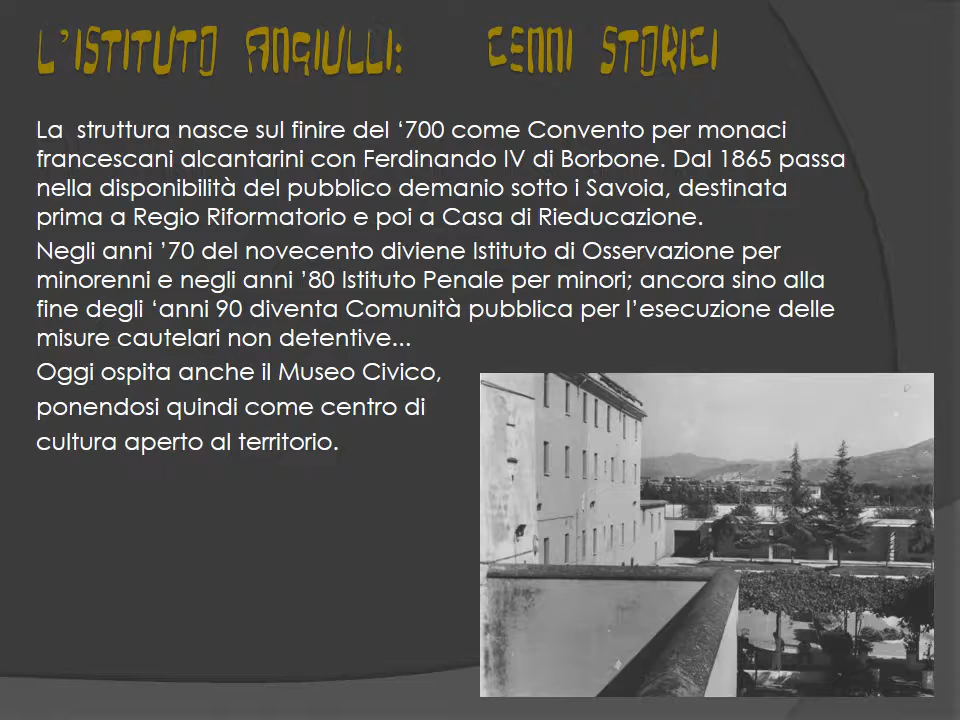 L'ISTITUTO ANGIULLI: CENNI STORICI
La struttura nasce sul finire del ‘700 come Convento per monaci
francescani alcantarini con Ferdinando IV di Borbone. Dal 1865 passa
nella disponibilità del pubblico demanio sotto i Savoia, destinata
prima a Regio Riformatorio e poi a Casa di Rieducazione.
Negli anni ’70 del novecento diviene Istituto di Osservazione per
minorenni e negli anni ’80 Istituto Penale per minori; ancora sino alla
fine degli ‘anni 90 diventa Comunità pubblica per l’esecuzione delle
misure cautelari non detentive...
Oggi ospita anche il Museo Civico,
ponendosi quindi come centro di
cultura aperto al territorio.